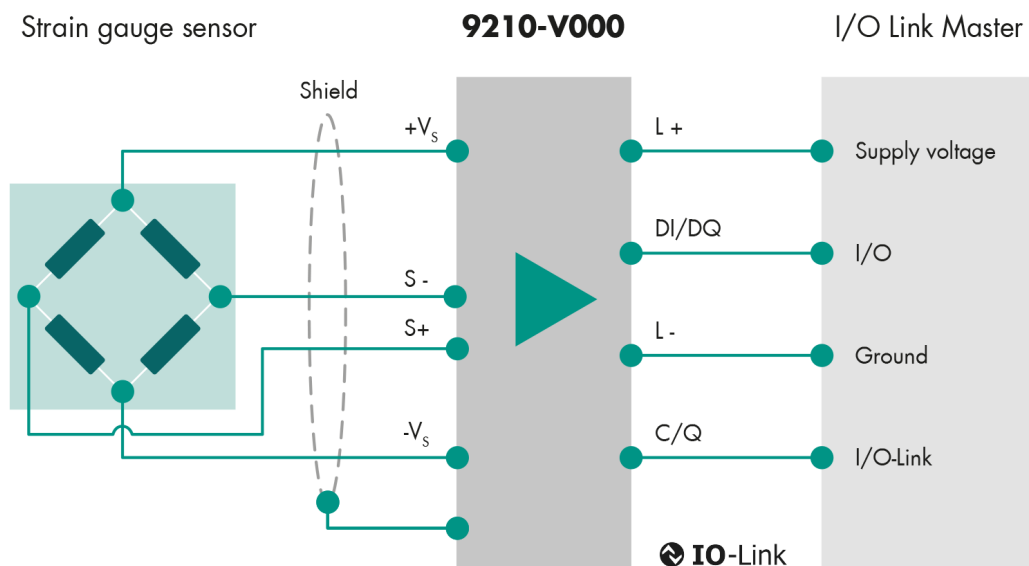 Strain gauge sensor
9210-V000
I/O Link Master
Shield
+Vs
L +
Supply voltage
DI/DQ
I/O
S -
S+
L -
Ground
-Vs
C/Q
I/O-Link
IO-Link